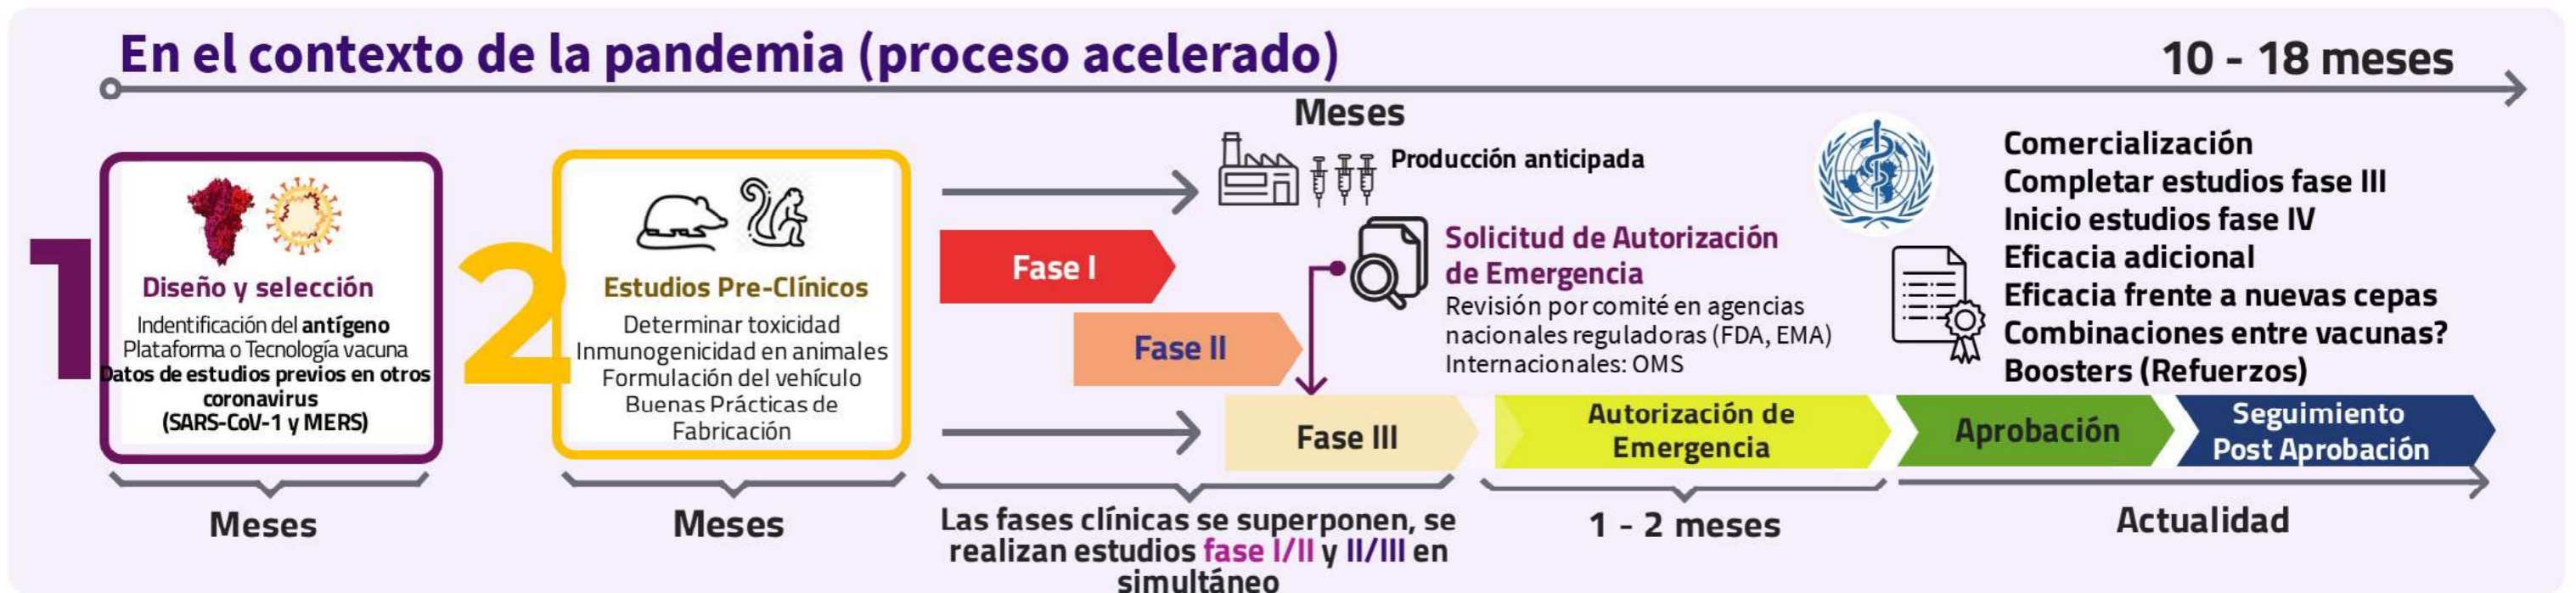 En el contexto de la pandemia (proceso acelerado)
10 - 18 meses
Meses
1
Diseño y selección
Indentificación del antígeno
Plataforma o Tecnología vacuna
Datos de estudios previos en otros
coronavirus
(SARS-CoV-1 y MERS)
Meses
2
Estudios Pre-Clínicos
Determinar toxicidad
Inmunogenicidad en animales
Formulación del vehículo
Buenas Prácticas de
Fabricación
Meses
Producción anticipada
Fase I
Fase II
Fase III
Las fases clínicas se superponen, se
realizan estudios fase I/II y II/III en
simultáneo
Solicitud de Autorización
de Emergencia
Revisión por comité en agencias
nacionales reguladoras (FDA, EMA)
Internacionales: OMS
Autorización de
Emergencia
1 - 2 meses
Comercialización
Completar estudios fase III
Inicio estudios fase IV
Eficacia adicional
Eficacia frente a nuevas cepas
Combinaciones entre vacunas?
Boosters (Refuerzos)
Aprobación
Seguimiento
Post Aprobación
Actualidad